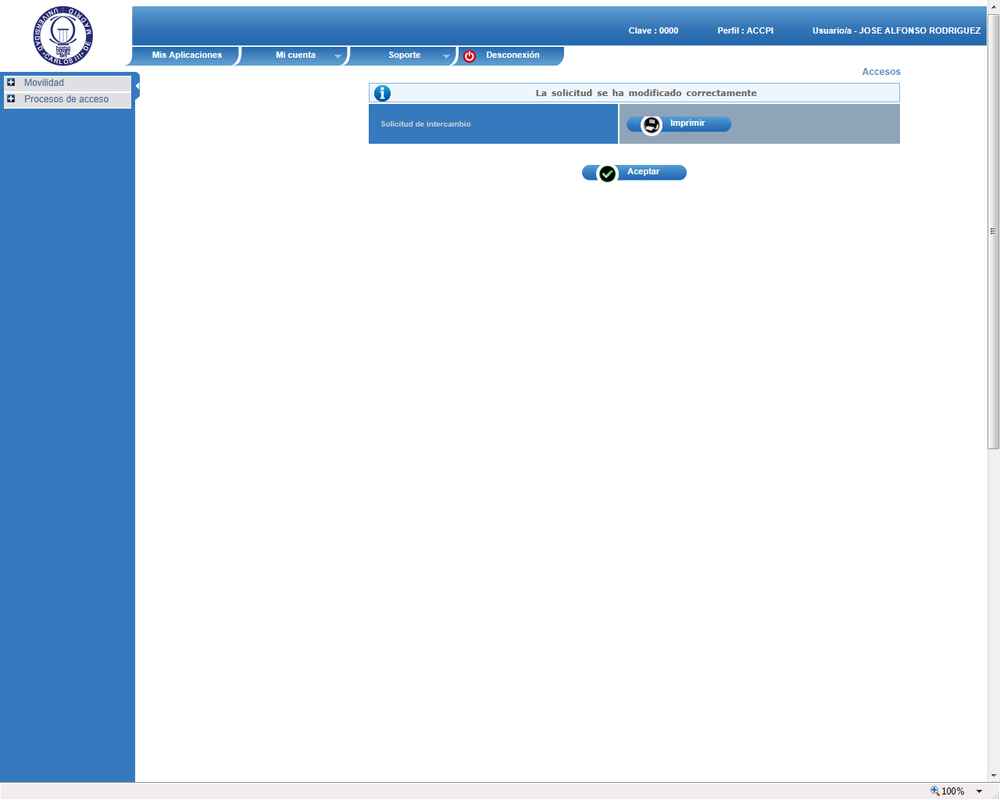 UNIVERSIDAD · CARLOS III · DE MADRID
Clave : 0000 Perfil : ACCPI Usuario/a - JOSE ALFONSO RODRIGUEZ
Mis Aplicaciones Mi cuenta Soporte Desconexión
Accesos
Movilidad
Procesos de acceso
La solicitud se ha modificado correctamente
Solicitud de intercambio Imprimir
Aceptar
100%